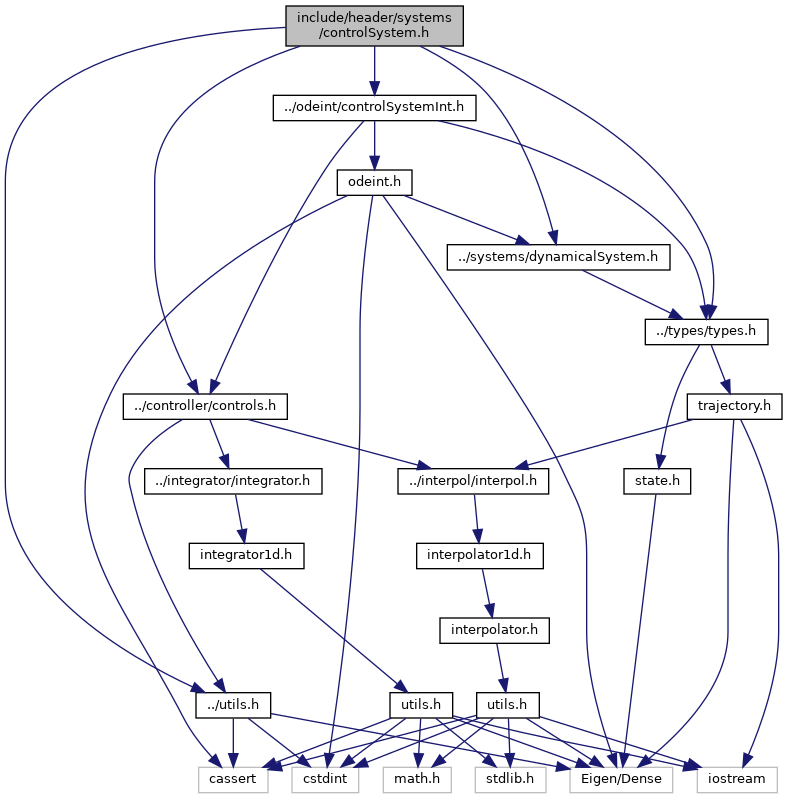 include/header/systems
/controlSystem.h
../odeint/controlSystemInt.h
odeint.h
../systems/dynamicalSystem.h
../types/types.h
../controller/controls.h
trajectory.h
../integrator/integrator.h
../interpol/interpol.h
state.h
integrator1d.h
interpolator1d.h
interpolator.h
../utils.h
utils.h
utils.h
cassert
cstdint
math.h
stdlib.h
Eigen/Dense
iostream